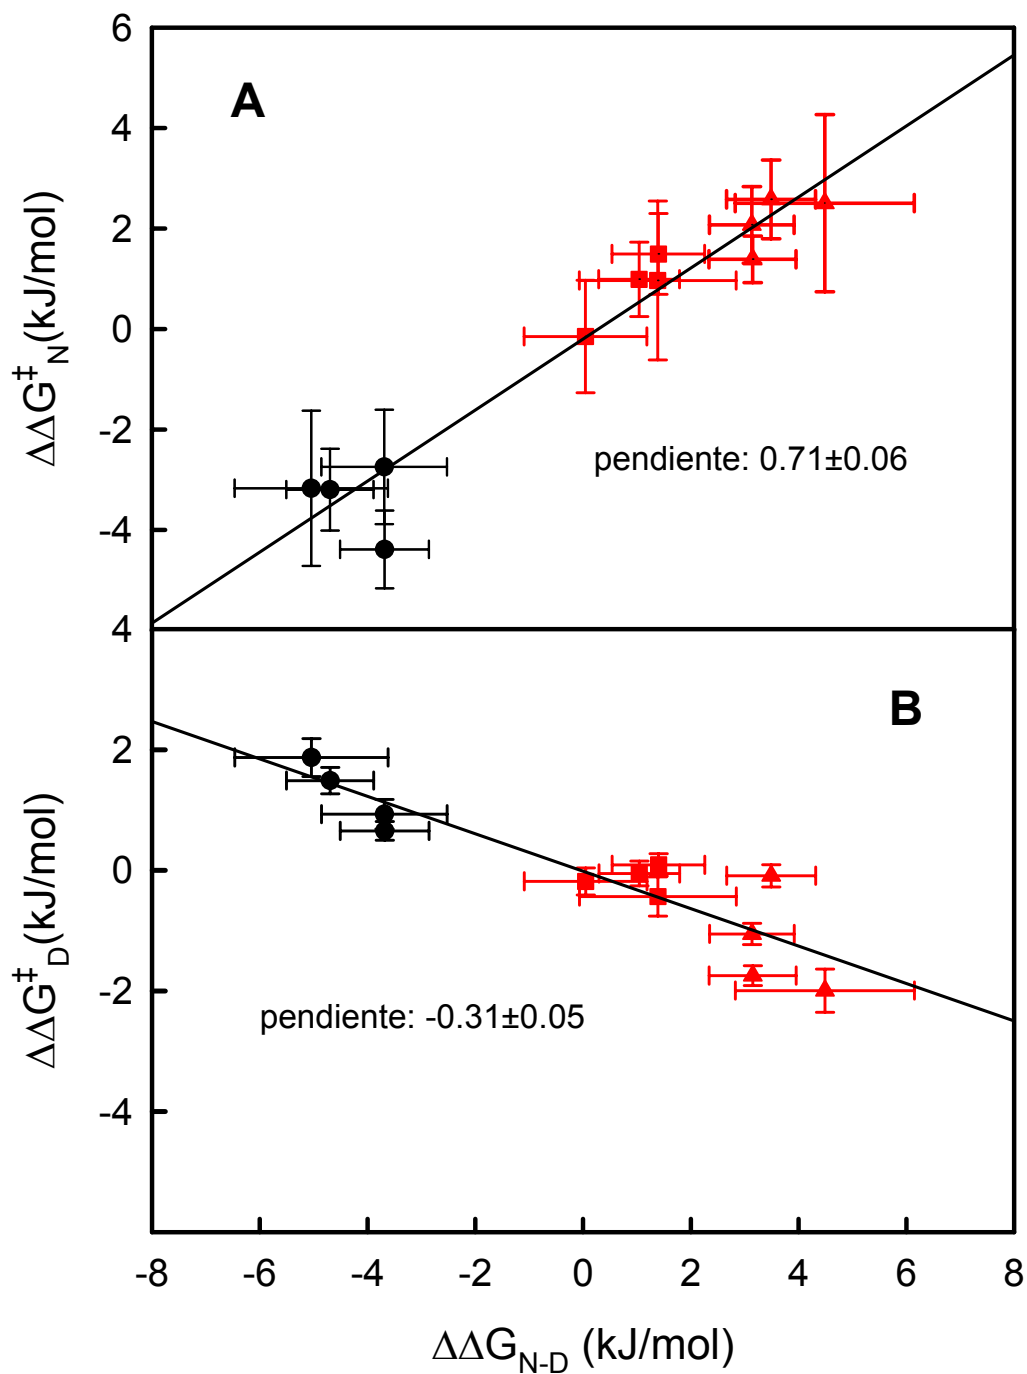 6
A
4
2
0
-2
-4
ΔΔG‡N(kJ/mol)
pendiente: 0.71±0.06
4
B
2
0
-2
-4
ΔΔG‡D(kJ/mol)
pendiente: -0.31±0.05
-8 -6 -4 -2 0 2 4 6 8
ΔΔGN-D (kJ/mol)